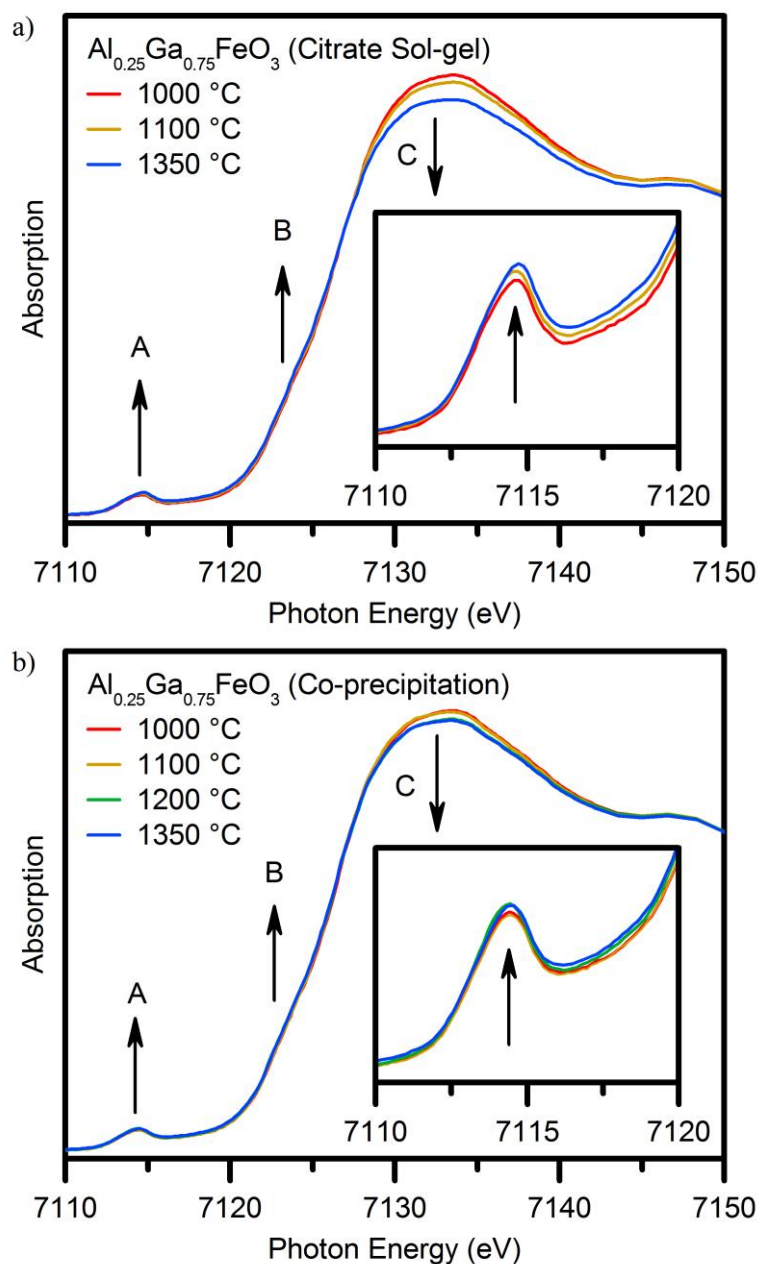 a)
Al0.25Ga0.75FeO3 (Citrate Sol-gel)
1000 °C
1100 °C
1350 °C
A
B
C
Absorption
7110 7115 7120
7110 7120 7130 7140 7150
Photon Energy (eV)
b)
Al0.25Ga0.75FeO3 (Co-precipitation)
1000 °C
1100 °C
1200 °C
1350 °C
A
B
C
Absorption
7110 7115 7120
7110 7120 7130 7140 7150
Photon Energy (eV)